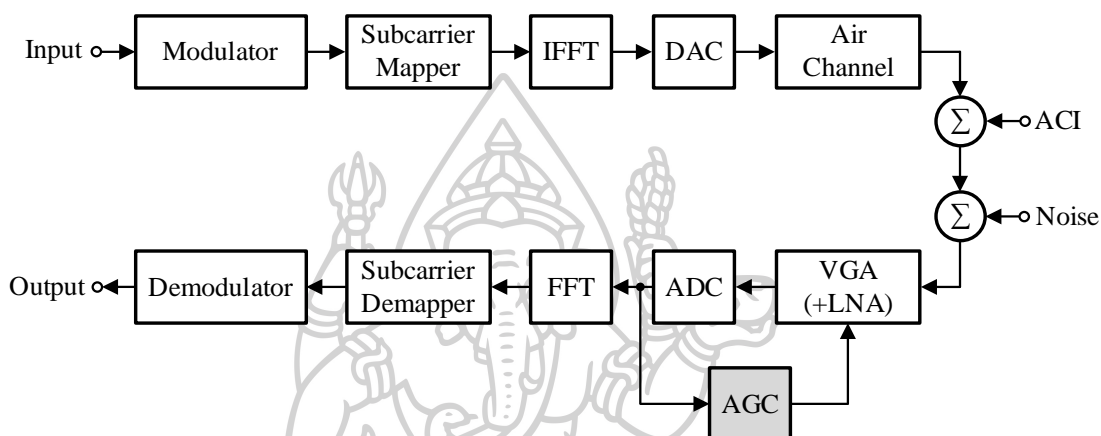 Input
Modulator
Subcarrier
Mapper
IFFT
DAC
Air
Channel
Σ
ACI
Σ
Noise
Output
Demodulator
Subcarrier
Demapper
FFT
ADC
VGA
(+LNA)
AGC